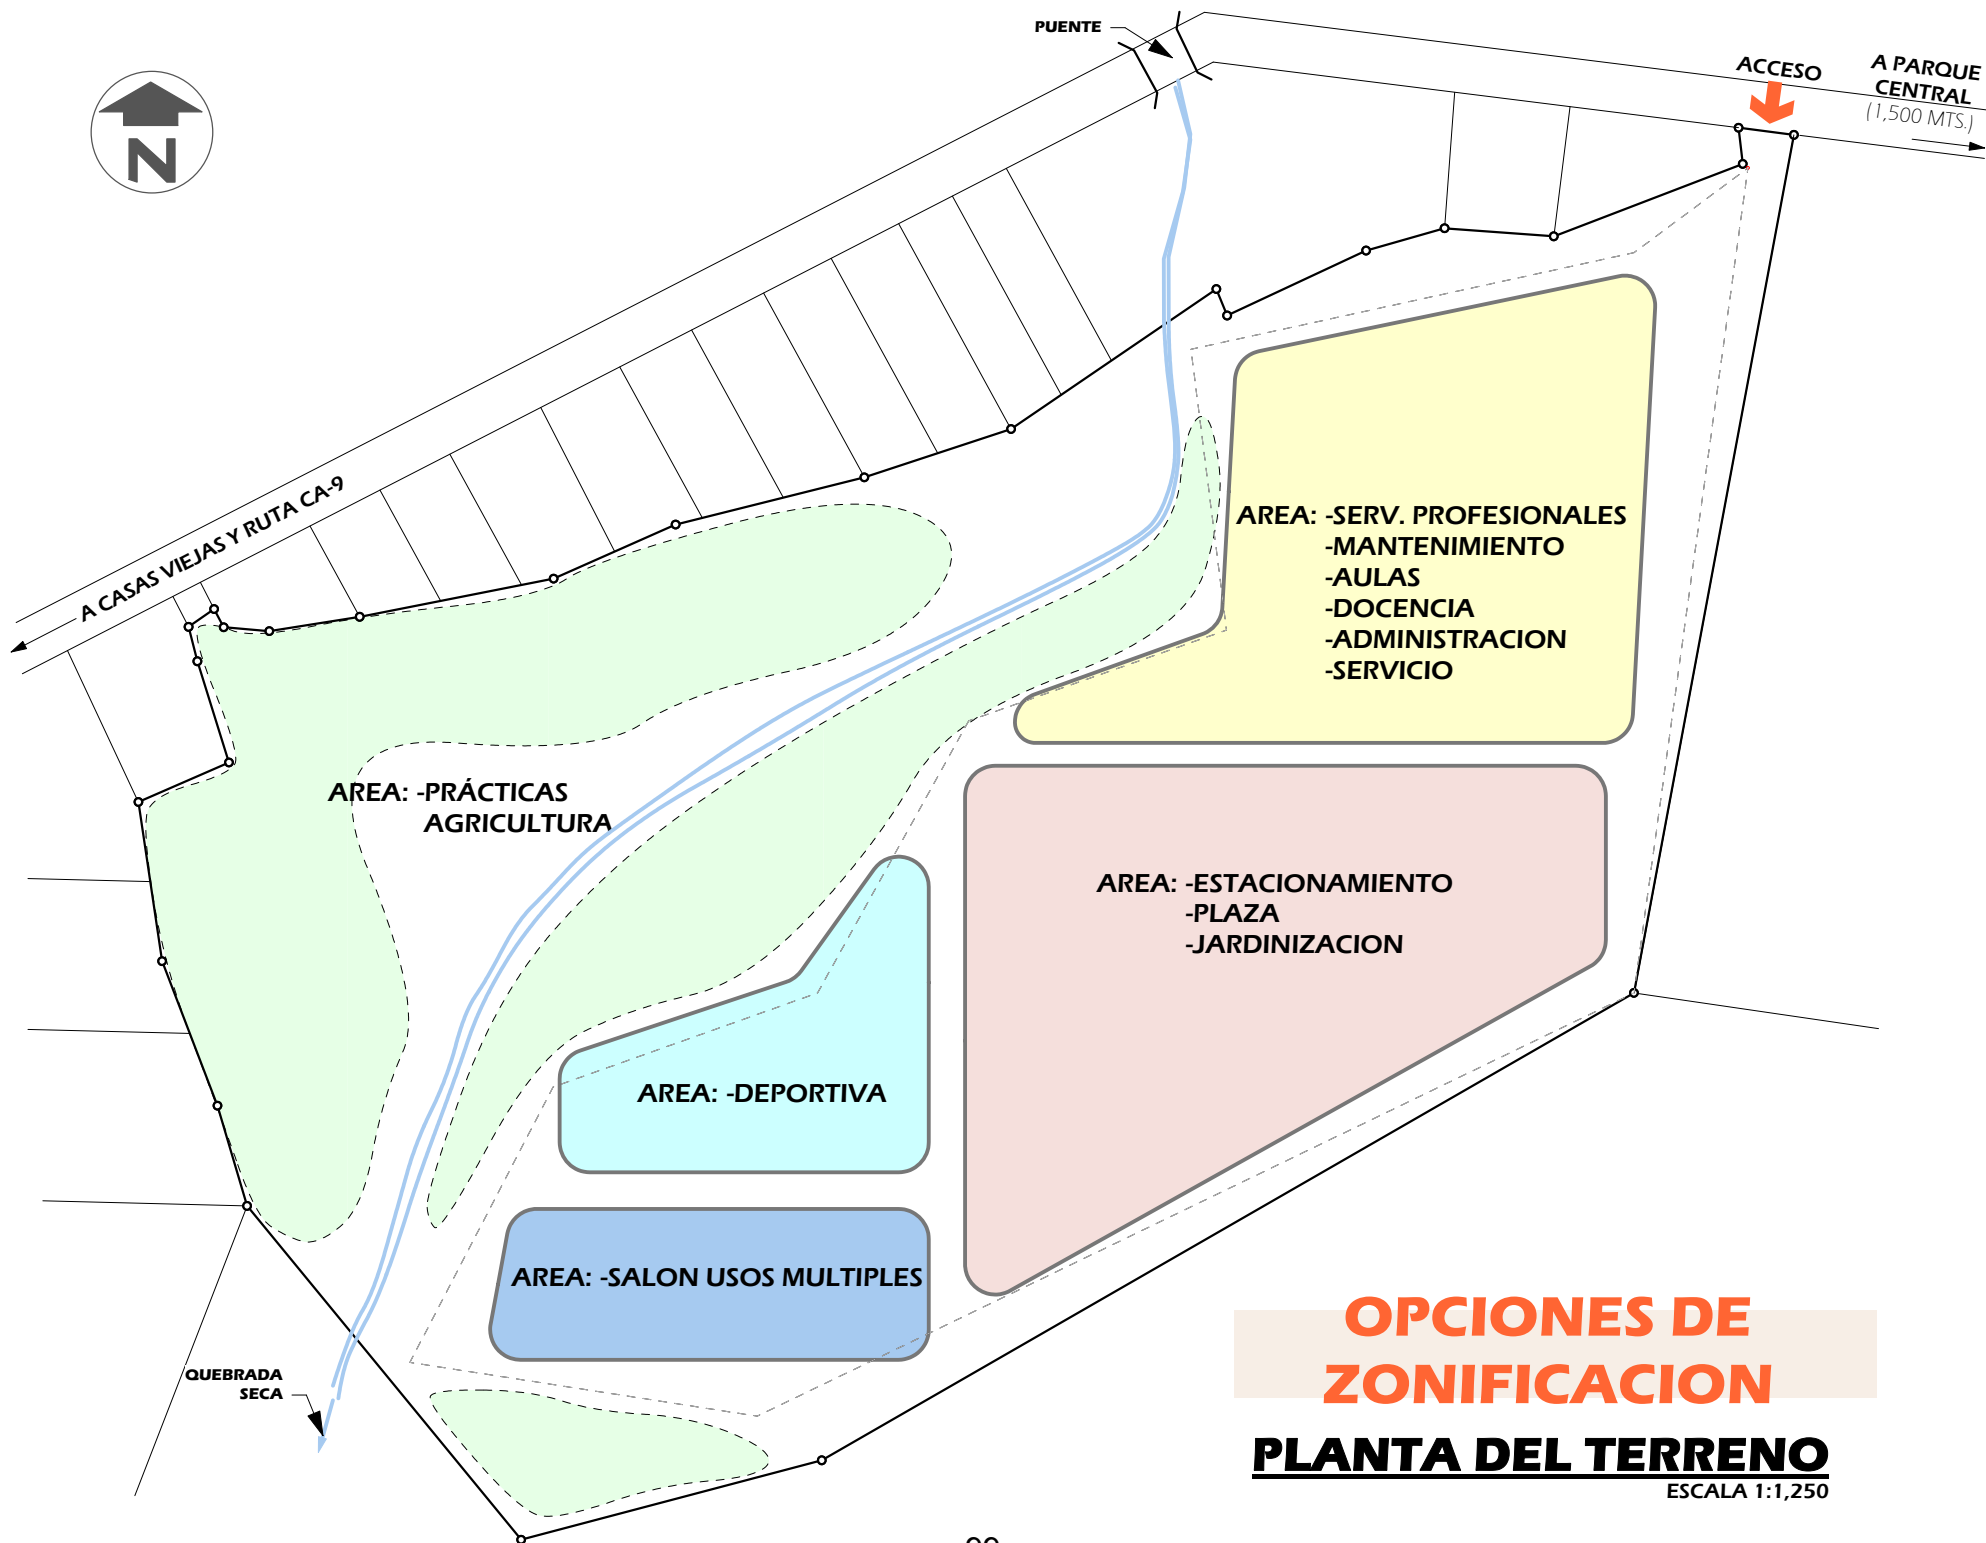 PUENTE
ACCESO
A PARQUE
CENTRAL
(1,500 MTS.)
N
A CASAS VIEJAS Y RUTA CA-9
AREA: -SERV. PROFESIONALES
-MANTENIMIENTO
-AULAS
-DOCENCIA
-ADMINISTRACION
-SERVICIO
AREA: -PRÁCTICAS
AGRICULTURA
AREA: -ESTACIONAMIENTO
-PLAZA
-JARDINIZACION
AREA: -DEPORTIVA
AREA: -SALON USOS MULTIPLES
QUEBRADA
SECA
OPCIONES DE
ZONIFICACION
PLANTA DEL TERRENO
ESCALA 1:1,250